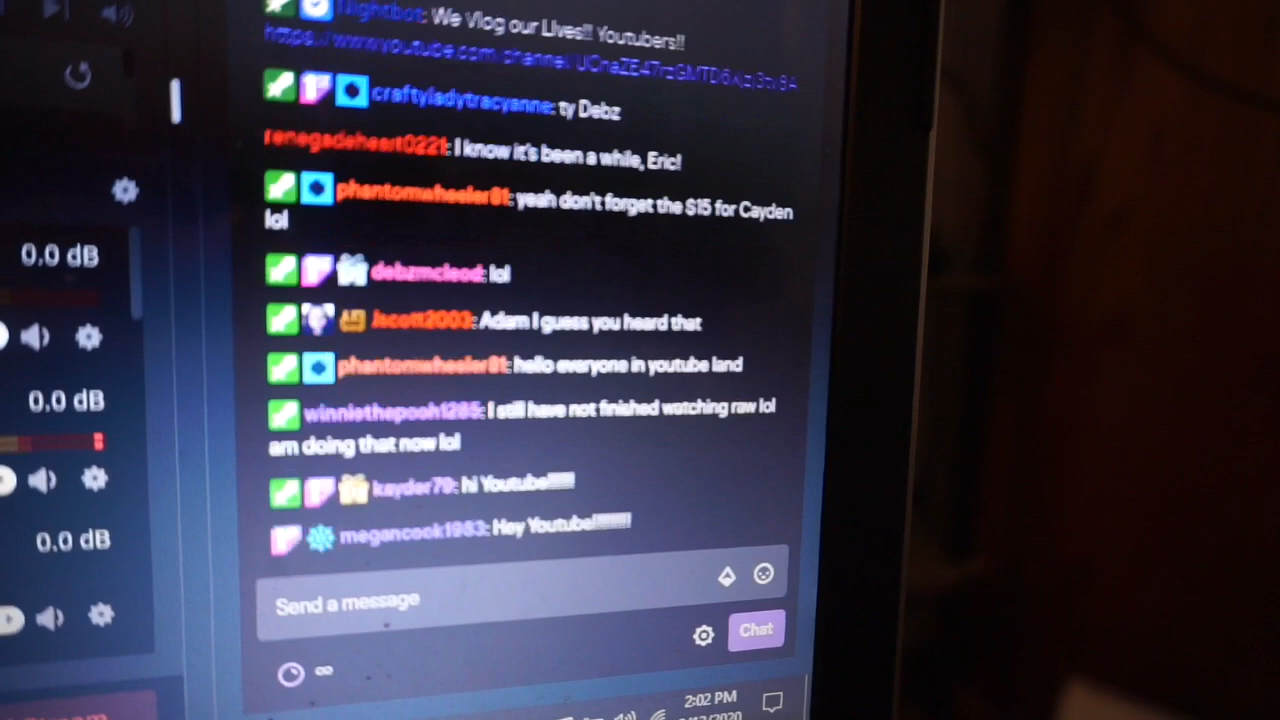 Nightbot: We Vlog our Lives!! Youtubers!!
craftyladytracyanne: ty Debz
renegadeheart0221: I know it's been a while, Eric!
phantomwheeler81: yeah don't forget the $15 for Cayden
lol
0.0 dB
debzmcleod: lol
Jscott2003: Adam I guess you heard that
phantomwheeler81: hello everyone in youtube land
0.0 dB
winniethepooh1285: I still have not finished watching raw lol
am doing that now lol
kayder79: hi Youtube!!!!!!!
megancook1983: Hey Youtube!!!!!!!!!
0.0 dB
Send a message
Chat
2:02 PM